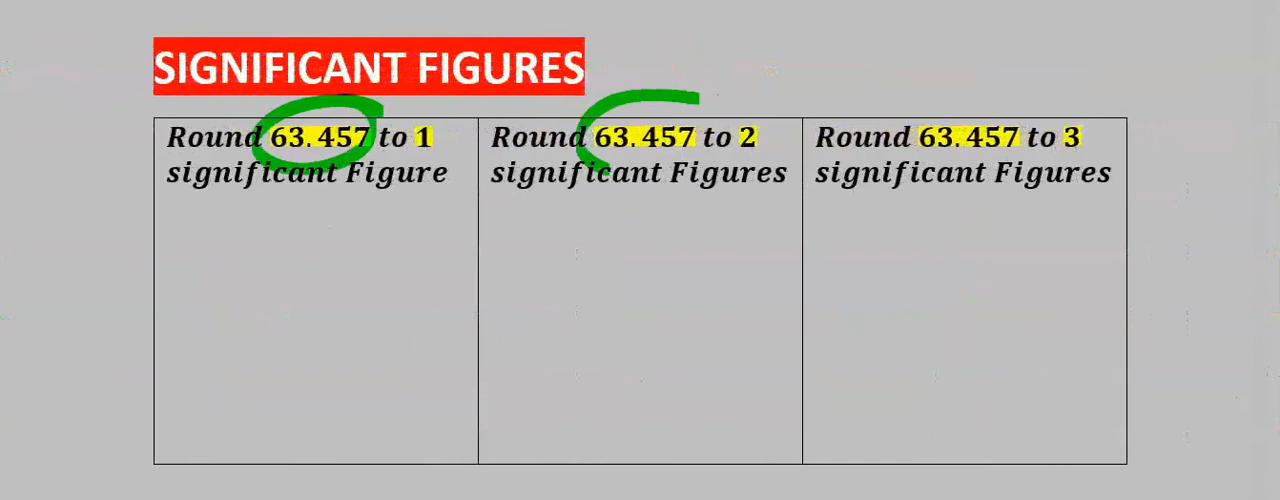 SIGNIFICANT FIGURES
Round 63.457 to 1
significant Figure
Round 63.457 to 2
significant Figures
Round 63.457 to 3
significant Figures